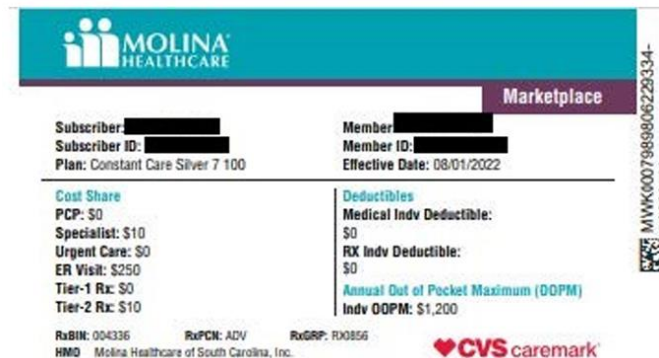 MOLINA
HEALTHCARE
Marketplace
Subscriber:
Subscriber ID:
Plan: Constant Care Silver 7 100
Member
Member ID:
Effective Date: 08/01/2022
Cost Share
PCP: $0
Specialist: $10
Urgent Care: $0
ER Visit: $250
Tier-1 Rx: $0
Tier-2 Rx: $10
Deductibles
Medical Indv Deductible:
$0
RX Indv Deductible:
$0
Annual Out of Pocket Maximum (OOPM)
Indv OOPM: $1,200
RxBIN: 004336 RxPCN: ADV RxGRP: RX0856
HMO Molina Healthcare of South Carolina, Inc.
CVS caremark
MWK0007989806229334-